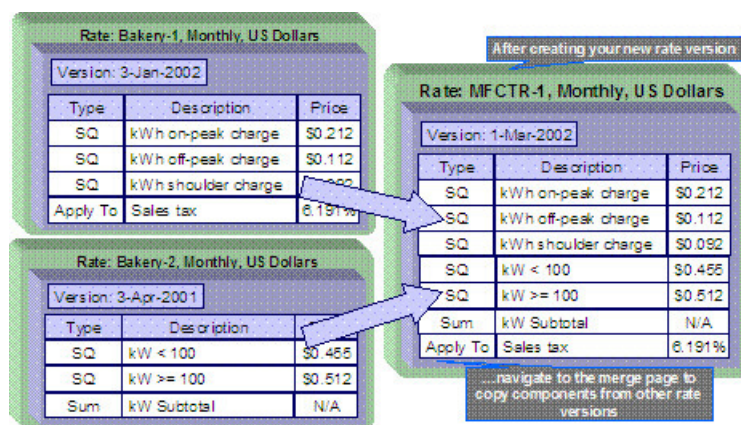 Rate: Bakery-1, Monthly, US Dollars
Version: 3-Jan-2002
Type Description Price
SQ kWh on-peak charge $0.212
SQ kWh off-peak charge $0.112
SQ kWh shoulder charge
Apply To Sales tax 6.191%
Rate: Bakery-2, Monthly, US Dollars
Version: 3-Apr-2001
Type Description
SQ kW < 100 $0.455
SQ kW >= 100 $0.512
Sum kW Subtotal N/A
After creating your new rate version
Rate: MFCTR-1, Monthly, US Dollars
Version: 1-Mar-2002
Type Description Price
SQ kWh on-peak charge $0.212
SQ kWh off-peak charge $0.112
SQ kWh shoulder charge $0.092
SQ kW < 100 $0.455
SQ kW >= 100 $0.512
Sum kW Subtotal N/A
Apply To Sales tax 6.191%
...navigate to the merge page to
copy components from other rate
versions